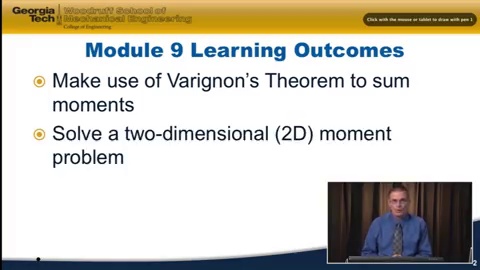 Georgia Tech
Woodruff School of
Mechanical Engineering
College of Engineering
Click with the mouse or tablet to draw with pen 1
Module 9 Learning Outcomes
Make use of Varignon's Theorem to sum
moments
Solve a two-dimensional (2D) moment
problem
2